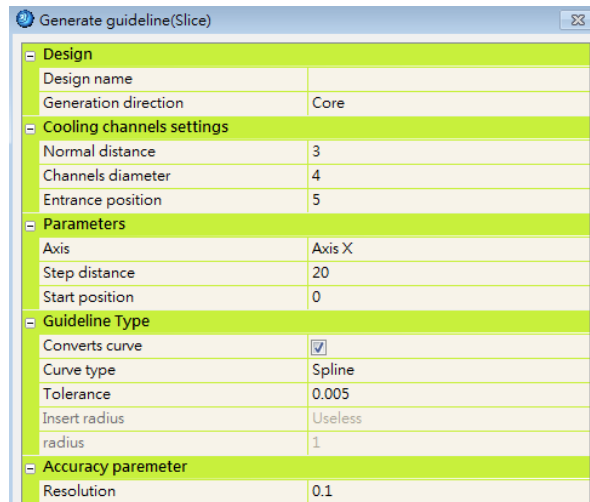 Generate guideline(Slice)
Design
Design name
Generation direction Core
Cooling channels settings
Normal distance 3
Channels diameter 4
Entrance position 5
Parameters
Axis Axis X
Step distance 20
Start position 0
Guideline Type
Converts curve
Curve type Spline
Tolerance 0.005
Insert radius Useless
radius 1
Accuracy paremeter
Resolution 0.1